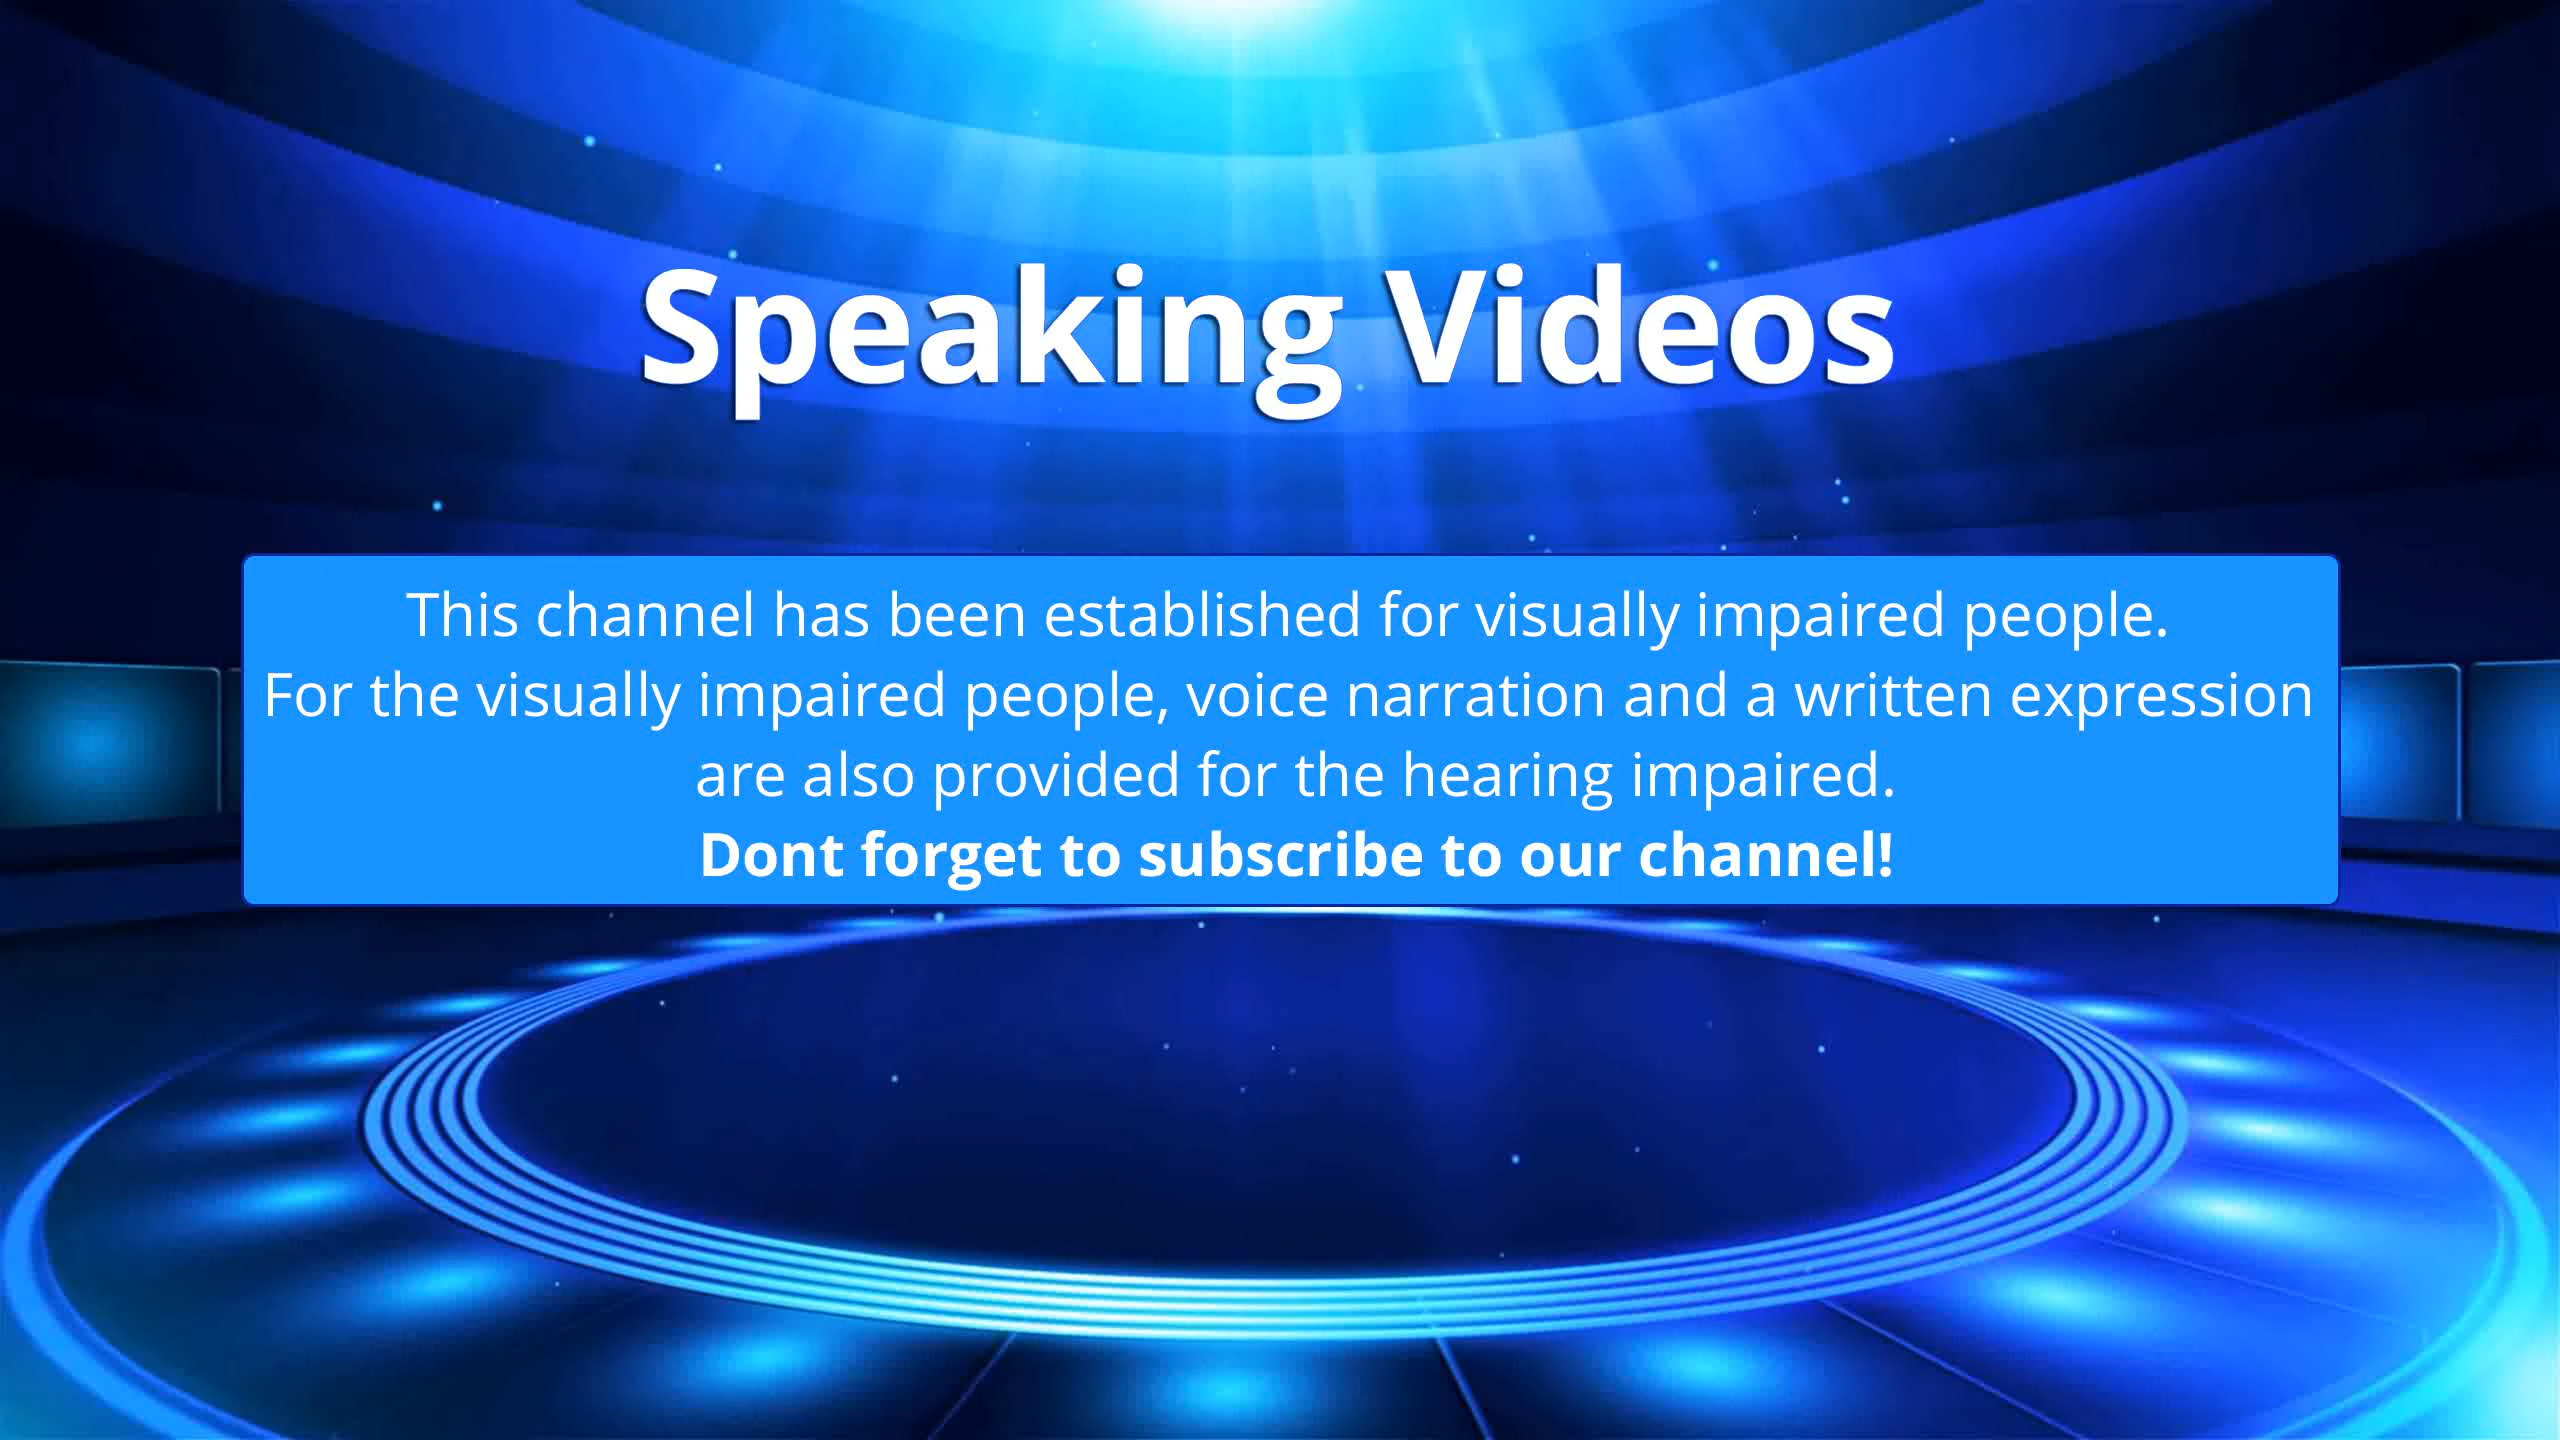 Speaking Videos
This channel has been established for visually impaired people.
For the visually impaired people, voice narration and a written expression
are also provided for the hearing impaired.
Dont forget to subscribe to our channel!